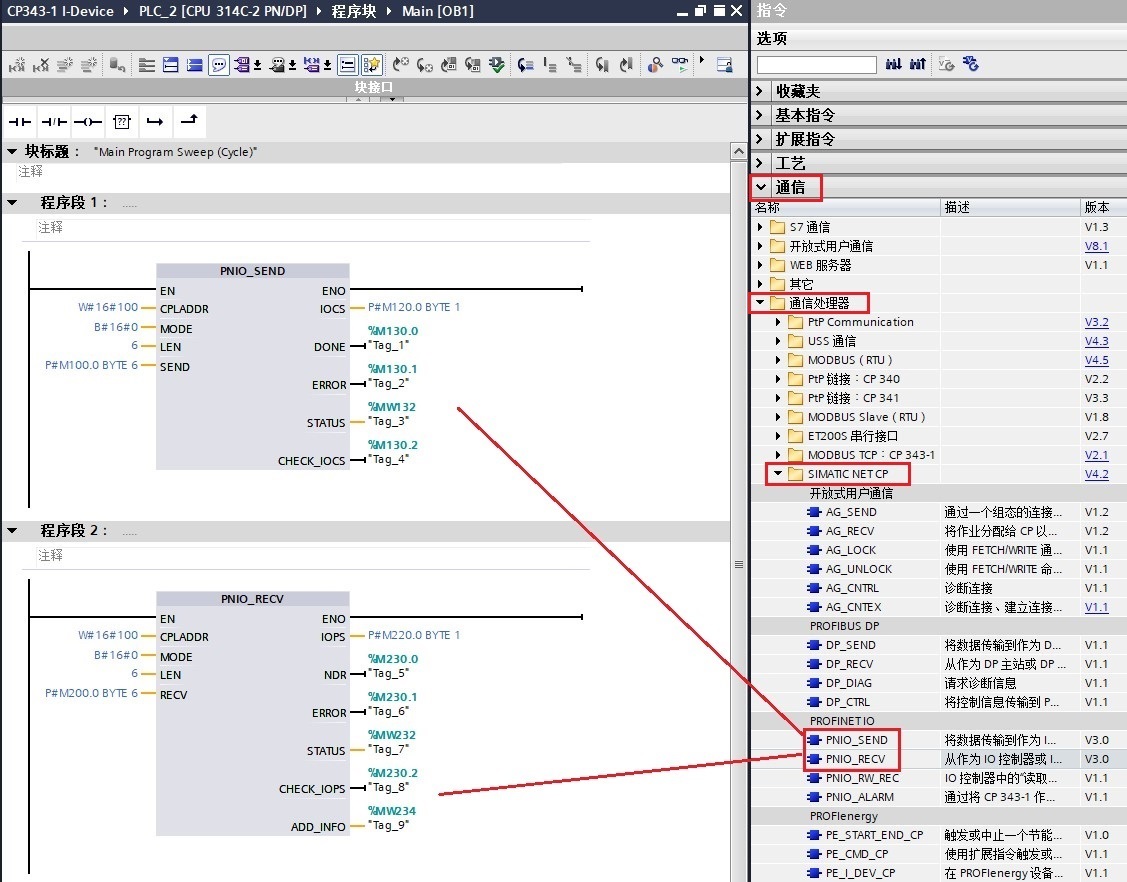 CP343-1 I-Device ▸ PLC_2 [CPU 314C-2 PN/DP] ▸ 程序块 ▸ Main [OB1]
块接口
块标题： "Main Program Sweep (Cycle)"
注释
程序段 1： .....
注释
PNIO_SEND
EN ENO
W#16#100 CPLADDR IOCS P#M120.0 BYTE 1
B#16#0 MODE
%M130.0
6 LEN DONE "Tag_1"
P#M100.0 BYTE 6 SEND
%M130.1
ERROR "Tag_2"
%MW132
STATUS "Tag_3"
%M130.2
CHECK_IOCS "Tag_4"
程序段 2： .....
注释
PNIO_RECV
EN ENO
W#16#100 CPLADDR IOPS P#M220.0 BYTE 1
B#16#0 MODE
%M230.0
6 LEN NDR "Tag_5"
P#M200.0 BYTE 6 RECV
%M230.1
ERROR "Tag_6"
%MW232
STATUS "Tag_7"
%M230.2
CHECK_IOPS "Tag_8"
%MW234
ADD_INFO "Tag_9"
指令
选项
收藏夹
基本指令
扩展指令
工艺
通信
名称 描述 版本
S7 通信 V1.3
开放式用户通信 V8.1
WEB 服务器 V1.1
其它
通信处理器
PtP Communication V3.2
USS 通信 V4.3
MODBUS（RTU） V4.5
PtP 链接：CP 340 V2.2
PtP 链接：CP 341 V3.3
MODBUS Slave（RTU） V1.8
ET200S 串行接口 V2.7
MODBUS TCP：CP 343-1 V2.1
SIMATIC NET CP V4.2
开放式用户通信
AG_SEND 通过一个组态的连接... V1.2
AG_RECV 将作业分配给 CP 以... V1.2
AG_LOCK 使用 FETCH/WRITE 通... V1.1
AG_UNLOCK 使用 FETCH/WRITE 命... V1.1
AG_CNTRL 诊断连接 V1.1
AG_CNTEX 诊断连接、建立连接... V1.1
PROFIBUS DP
DP_SEND 将数据传输到作为 D... V1.1
DP_RECV 从作为 DP 主站或 DP ... V1.1
DP_DIAG 请求诊断信息 V1.1
DP_CTRL 将控制信息传输到 P... V1.1
PROFINET IO
PNIO_SEND 将数据传输到作为 I... V3.0
PNIO_RECV 从作为 IO 控制器或 I... V3.0
PNIO_RW_REC IO 控制器中的"读取... V1.1
PNIO_ALARM 通过将 CP 343-1 作... V1.1
PROFIenergy
PE_START_END_CP 触发或中止一个节能... V1.0
PE_CMD_CP 使用扩展指令触发或... V1.1
PE_I_DEV_CP 在 PROFIenergy 设备... V1.1